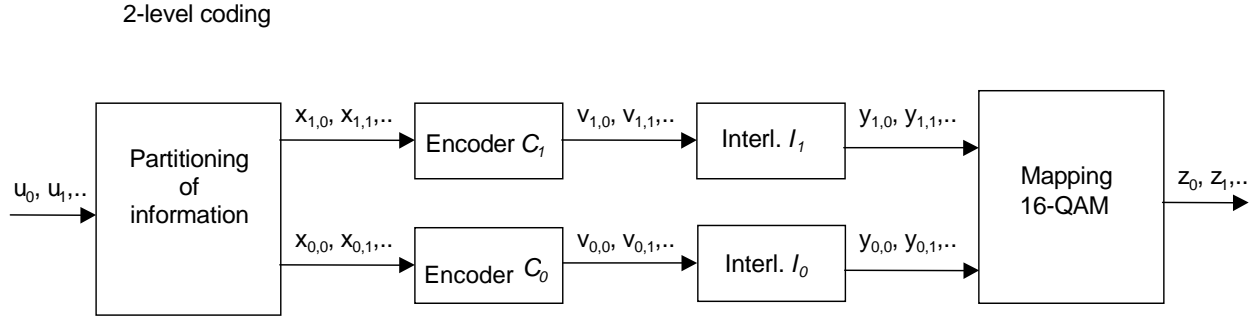 2-level coding
x1,0, x1,1,..
Encoder C1
v1,0, v1,1,..
Interl. I1
y1,0, y1,1,..
u0, u1,..
Partitioning
of
information
Mapping
16-QAM
z0, z1,..
x0,0, x0,1,..
Encoder C0
v0,0, v0,1,..
Interl. I0
y0,0, y0,1,..